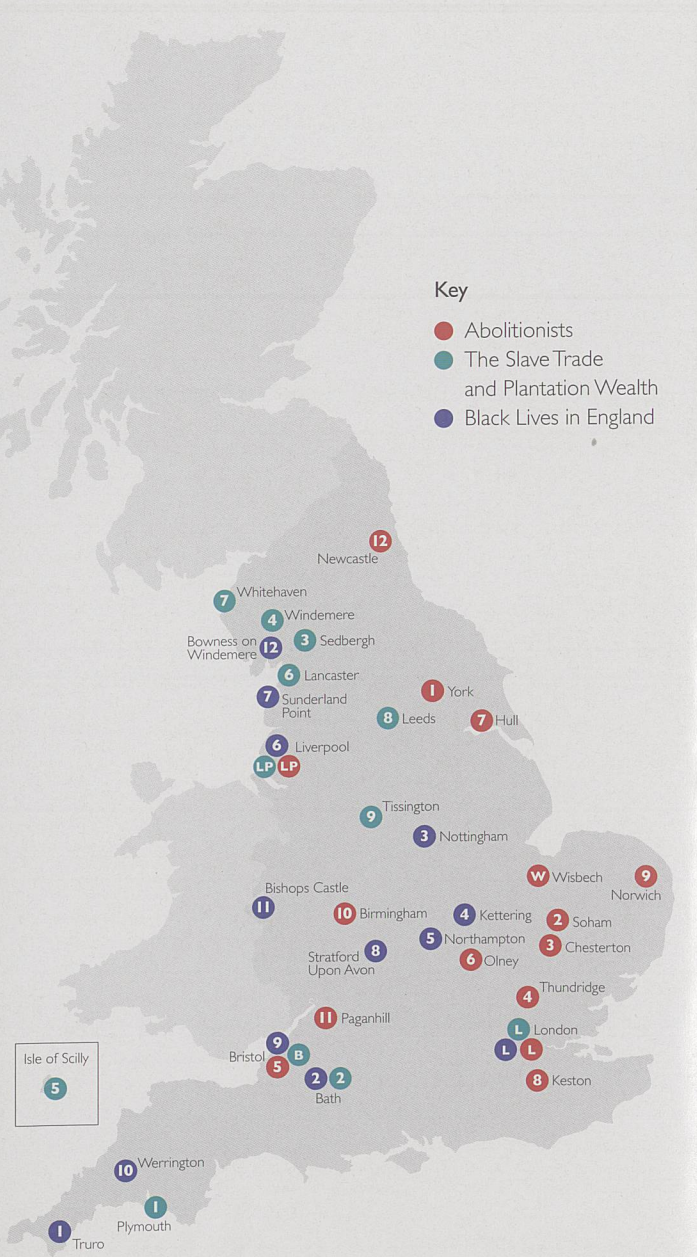 Key
Abolitionists
The Slave Trade
and Plantation Wealth
Black Lives in England
12
Newcastle
7 Whitehaven
4 Windemere
Bowness on
Windemere
12
3 Sedbergh
6 Lancaster
7 Sunderland
Point
1 York
8 Leeds
7 Hull
6 Liverpool
LP LP
9 Tissington
3 Nottingham
W Wisbech
9
Norwich
Bishops Castle
11
10 Birmingham
4 Kettering
2 Soham
5 Northampton
3 Chesterton
Stratford
Upon Avon
8
6 Olney
4 Thundridge
11 Paganhill
L London
L L
9
Bristol
B
5
2 2
Bath
8 Keston
Isle of Scilly
5
10 Werrington
1
Plymouth
1
Truro